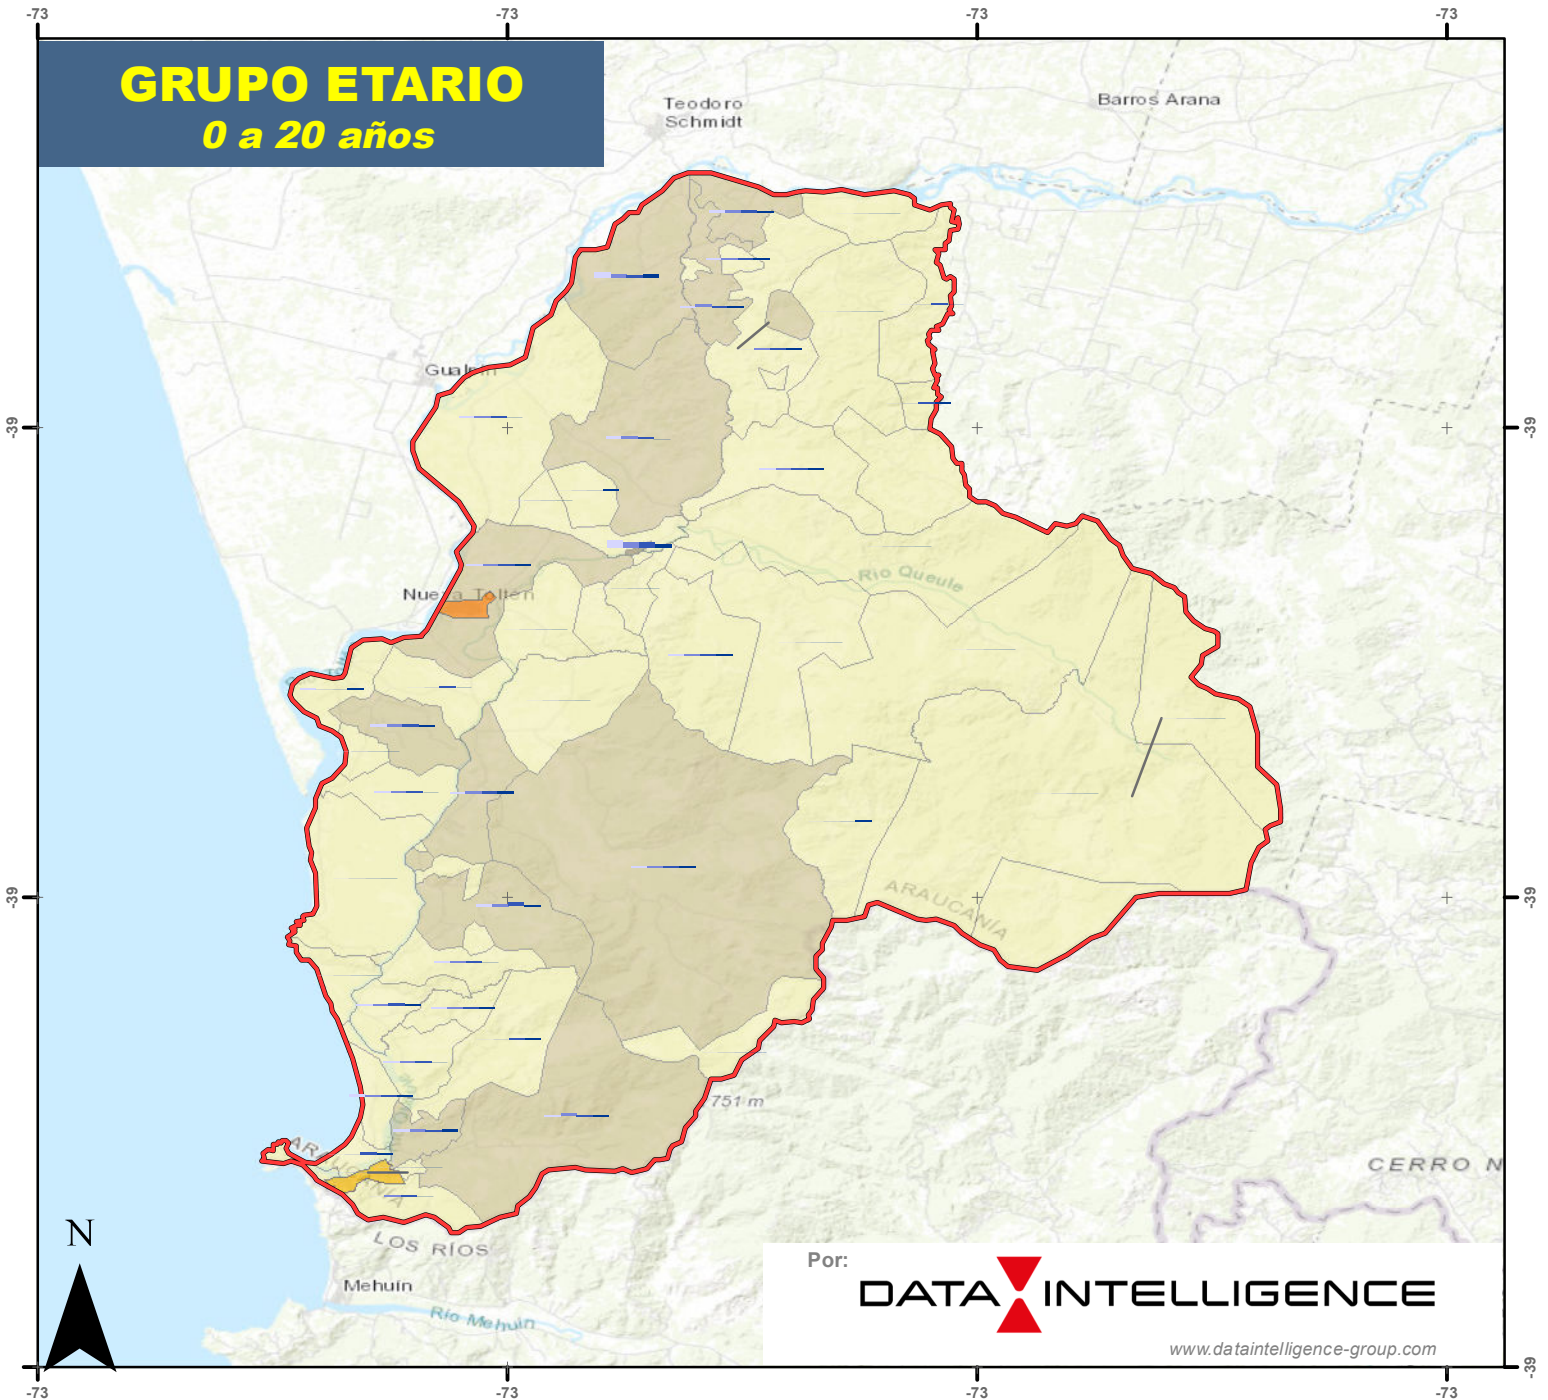 -73 -73 -73 -73
GRUPO ETARIO
0 a 20 años
Teodoro
Schmidt
Barros Arana
-39 -39
Nueva Toltén
Río Queule
-39 -39
ARAUCANÍA
751 m
CERRO N
LOS RÍOS
N
Mehuín
Río Mehuín
Por:
DATA INTELLIGENCE
www.dataintelligence-group.com
-39
-73 -73 -73 -73